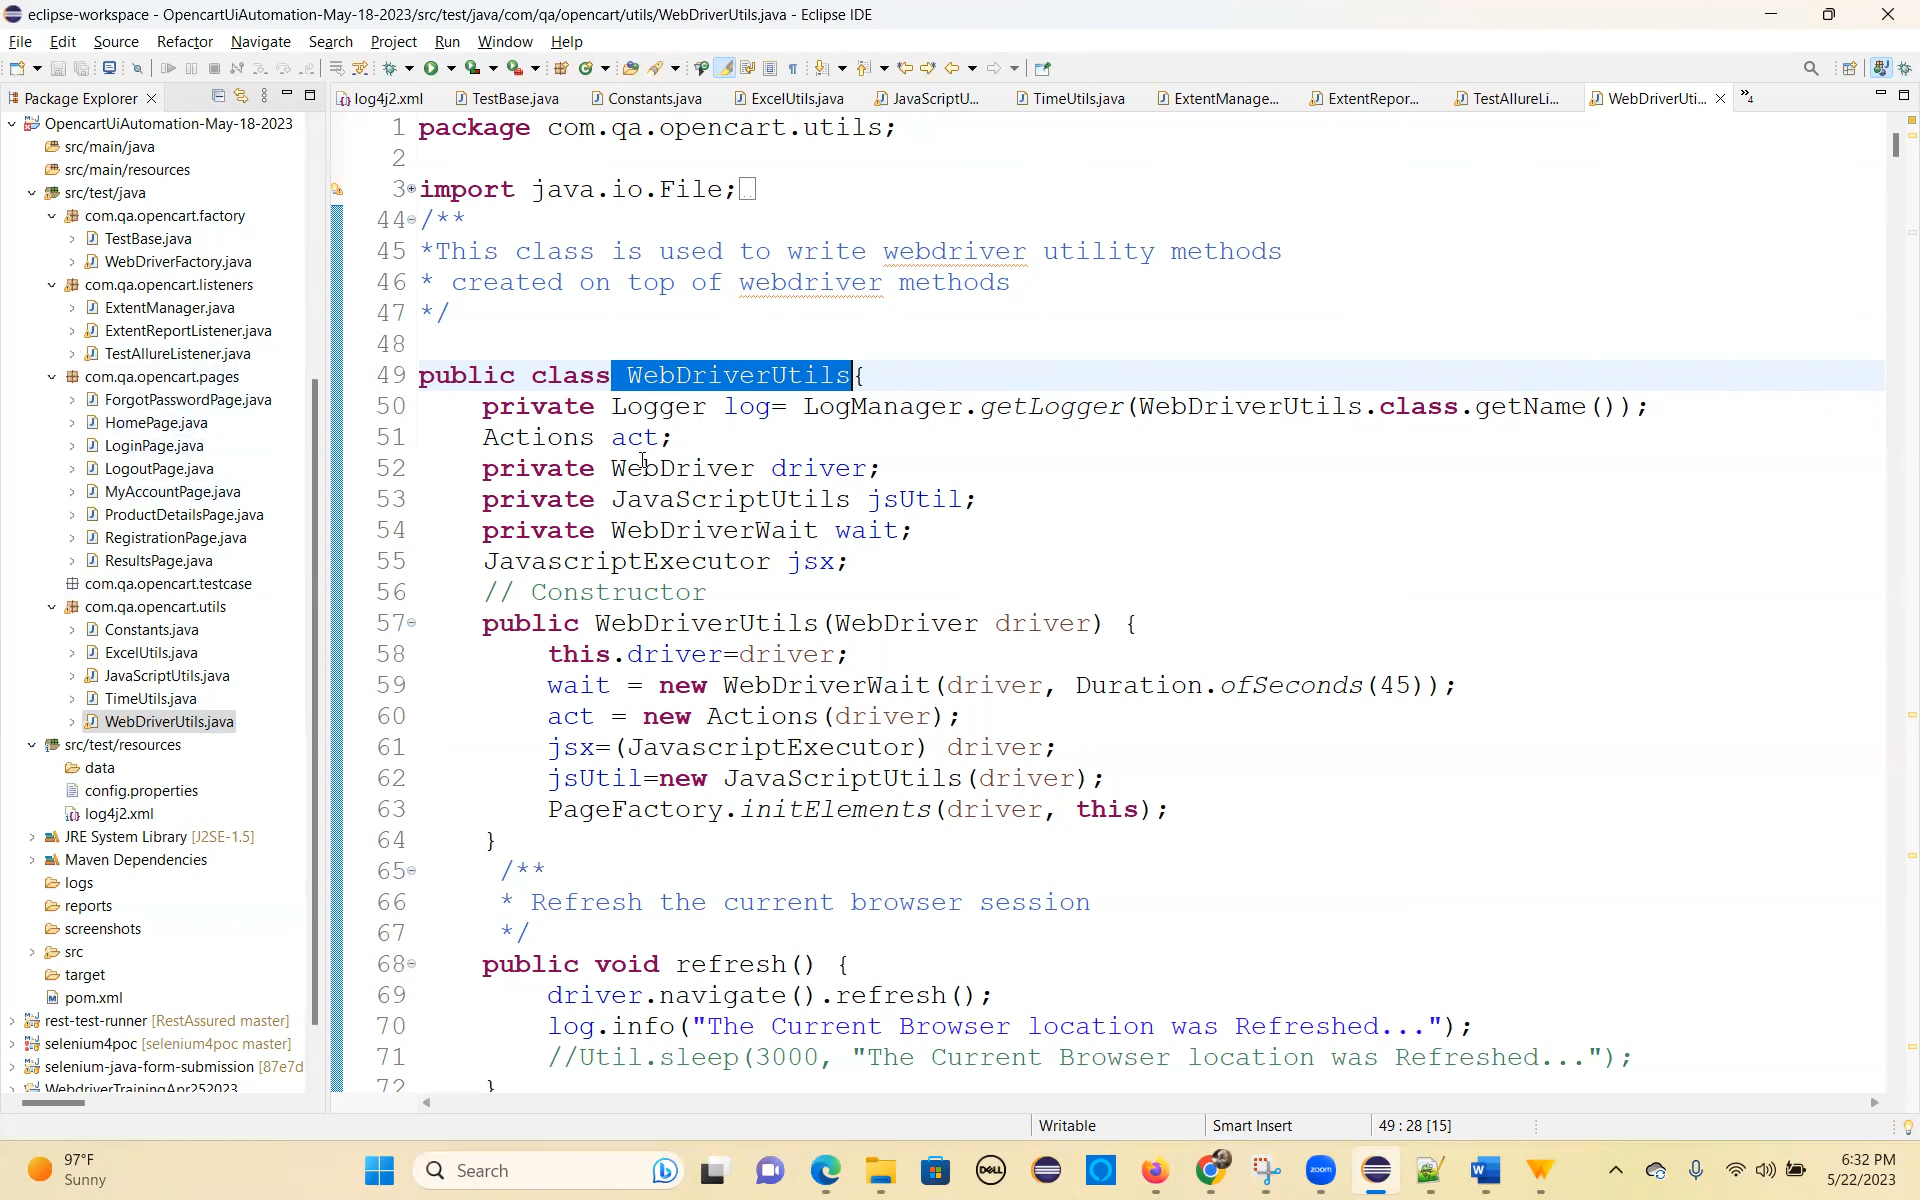 eclipse-workspace - OpencartUiAutomation-May-18-2023/src/test/java/com/qa/opencart/utils/WebDriverUtils.java - Eclipse IDE
File Edit Source Refactor Navigate Search Project Run Window Help
Package Explorer
log4j2.xml TestBase.java Constants.java ExcelUtils.java JavaScriptU... TimeUtils.java ExtentManage... ExtentRepor... TestAllureLi... WebDriverUti... »4
OpencartUiAutomation-May-18-2023
src/main/java
src/main/resources
src/test/java
com.qa.opencart.factory
TestBase.java
WebDriverFactory.java
com.qa.opencart.listeners
ExtentManager.java
ExtentReportListener.java
TestAllureListener.java
com.qa.opencart.pages
ForgotPasswordPage.java
HomePage.java
LoginPage.java
LogoutPage.java
MyAccountPage.java
ProductDetailsPage.java
RegistrationPage.java
ResultsPage.java
com.qa.opencart.testcase
com.qa.opencart.utils
Constants.java
ExcelUtils.java
JavaScriptUtils.java
TimeUtils.java
WebDriverUtils.java
src/test/resources
data
config.properties
log4j2.xml
JRE System Library [J2SE-1.5]
Maven Dependencies
logs
reports
screenshots
src
target
pom.xml
rest-test-runner [RestAssured master]
selenium4poc [selenium4poc master]
selenium-java-form-submission [87e7d
WebdriverTrainingApr252023
1 package com.qa.opencart.utils;
2
3 import java.io.File;
44 /**
45 *This class is used to write webdriver utility methods
46 * created on top of webdriver methods
47 */
48
49 public class WebDriverUtils{
50 private Logger log= LogManager.getLogger(WebDriverUtils.class.getName());
51 Actions act;
52 private WebDriver driver;
53 private JavaScriptUtils jsUtil;
54 private WebDriverWait wait;
55 JavascriptExecutor jsx;
56 // Constructor
57 public WebDriverUtils(WebDriver driver) {
58 this.driver=driver;
59 wait = new WebDriverWait(driver, Duration.ofSeconds(45));
60 act = new Actions(driver);
61 jsx=(JavascriptExecutor) driver;
62 jsUtil=new JavaScriptUtils(driver);
63 PageFactory.initElements(driver, this);
64 }
65 /**
66 * Refresh the current browser session
67 */
68 public void refresh() {
69 driver.navigate().refresh();
70 log.info("The Current Browser location was Refreshed...");
71 //Util.sleep(3000, "The Current Browser location was Refreshed...");
72 }
Writable Smart Insert 49 : 28 [15]
97°F
Sunny
Search
DELL
zoom
6:32 PM
5/22/2023